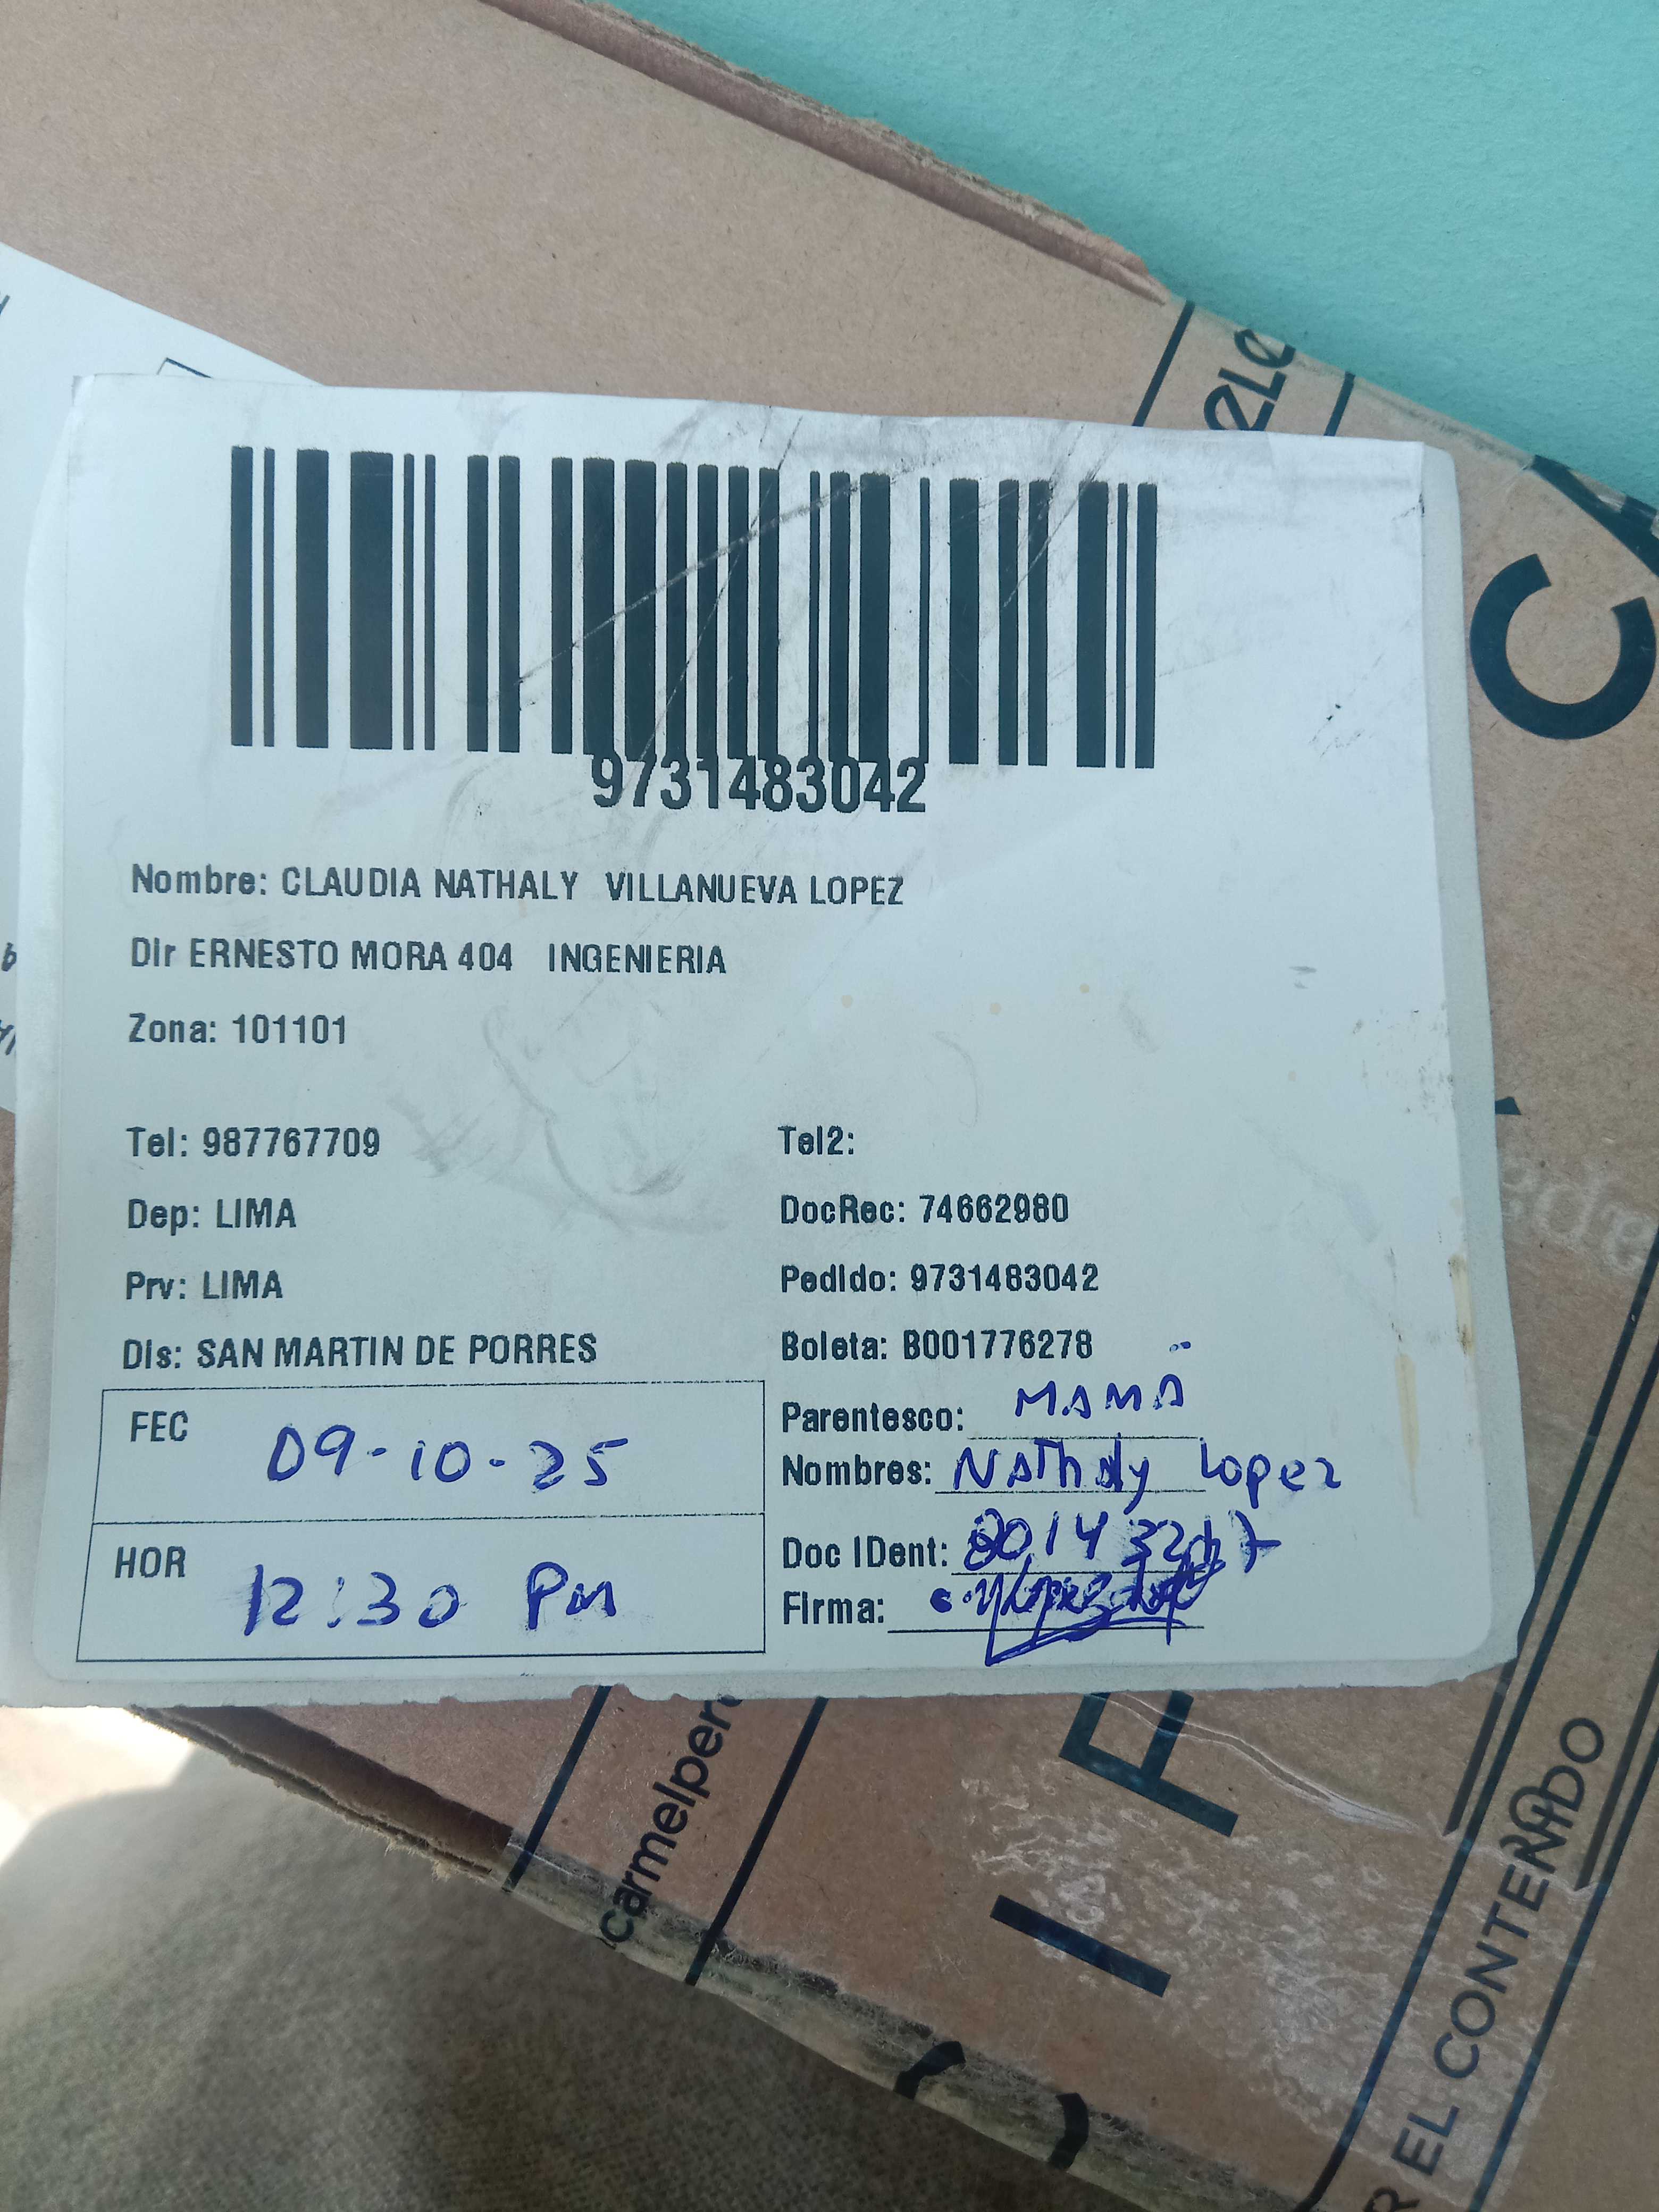 9731483042
Nombre: CLAUDIA NATHALY VILLANUEVA LOPEZ
Dir ERNESTO MORA 404 INGENIERIA
Zona: 101101
Tel: 987767709
Tel2:
Dep: LIMA
DocRec: 74662980
Prv: LIMA
Pedido: 9731483042
Dis: SAN MARTIN DE PORRES
Boleta: B001776278
FEC 09-10-25
Parentesco: MAMÁ
Nombres: Nathaly Lopez
HOR 12:30 Pm
Doc IDent:
Firma:
carmelper
EL CONTENIDO